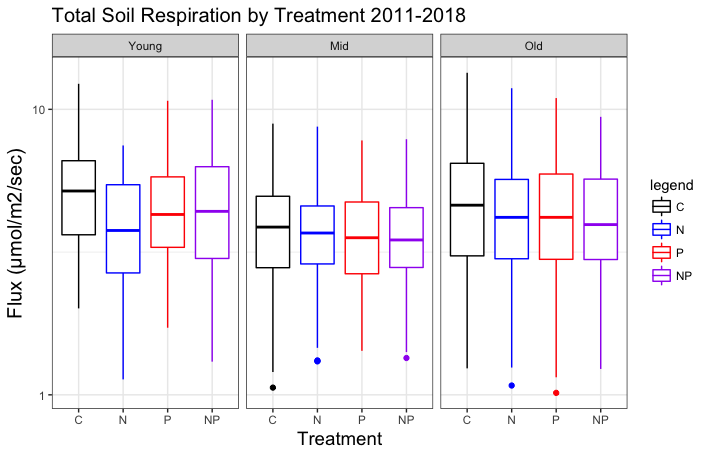 Total Soil Respiration by Treatment 2011-2018
Young Mid Old
Flux (μmol/m2/sec)
10
1
C N P NP C N P NP C N P NP
Treatment
legend
C
N
P
NP